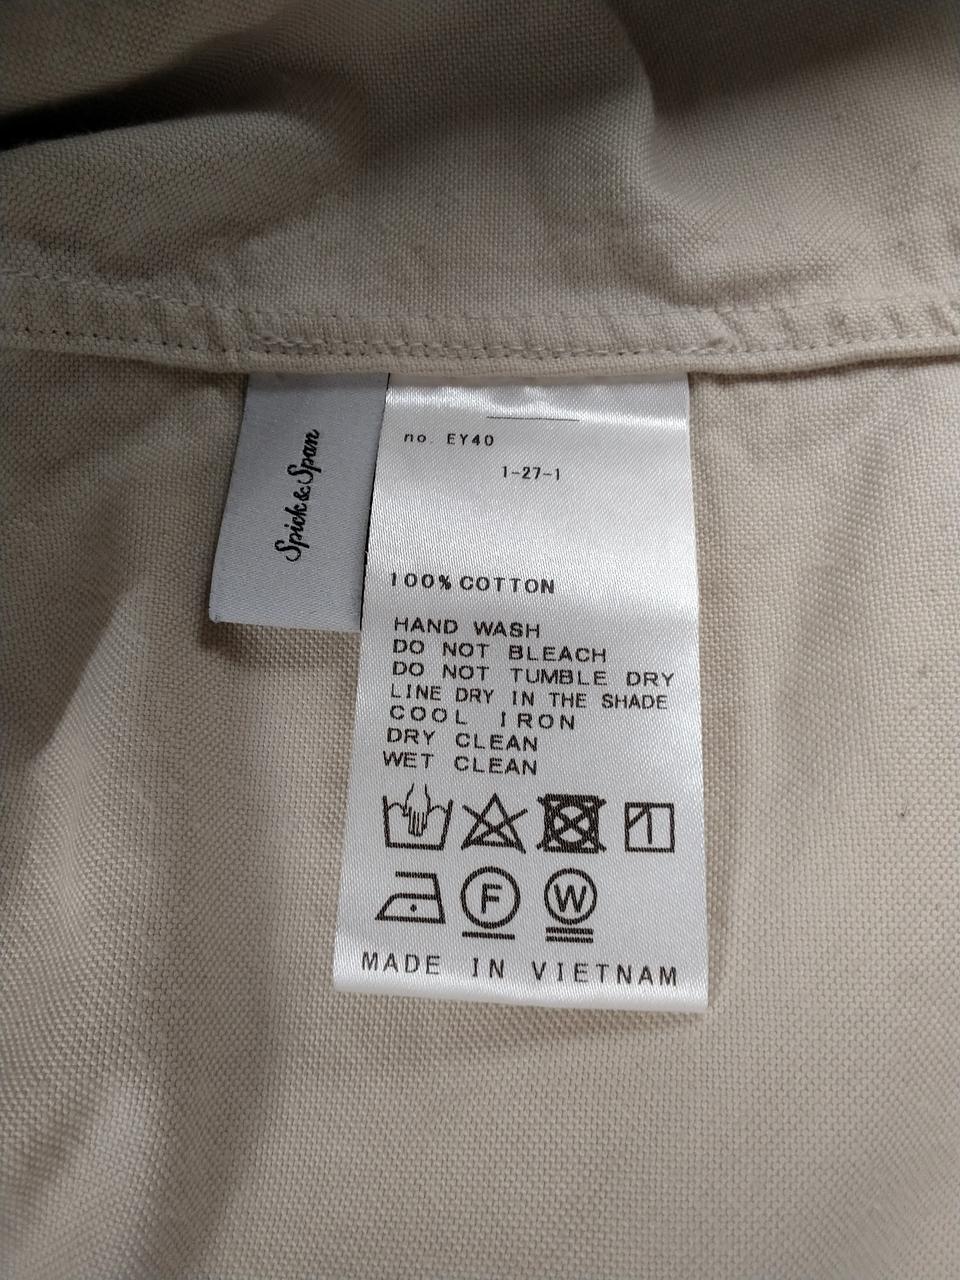 Spick & Span
no. EY40
1-27-1
100% COTTON
HAND WASH
DO NOT BLEACH
DO NOT TUMBLE DRY
LINE DRY IN THE SHADE
COOL IRON
DRY CLEAN
WET CLEAN
F W
MADE IN VIETNAM